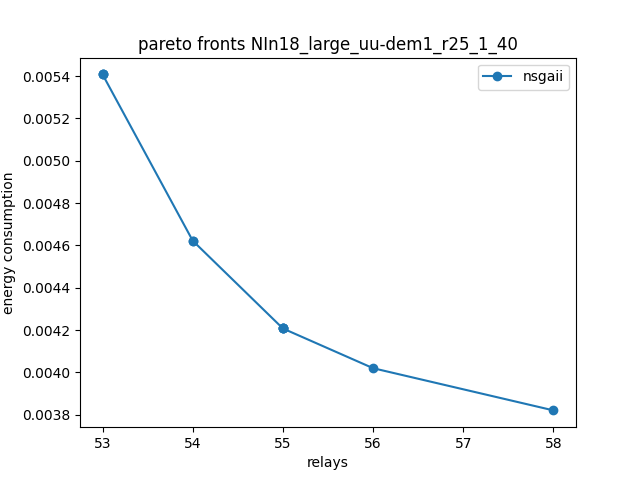 pareto fronts NIn18_large_uu-dem1_r25_1_40
nsgaii
0.0054
0.0052
0.0050
0.0048
0.0046
0.0044
0.0042
0.0040
0.0038
energy consumption
53 54 55 56 57 58
relays